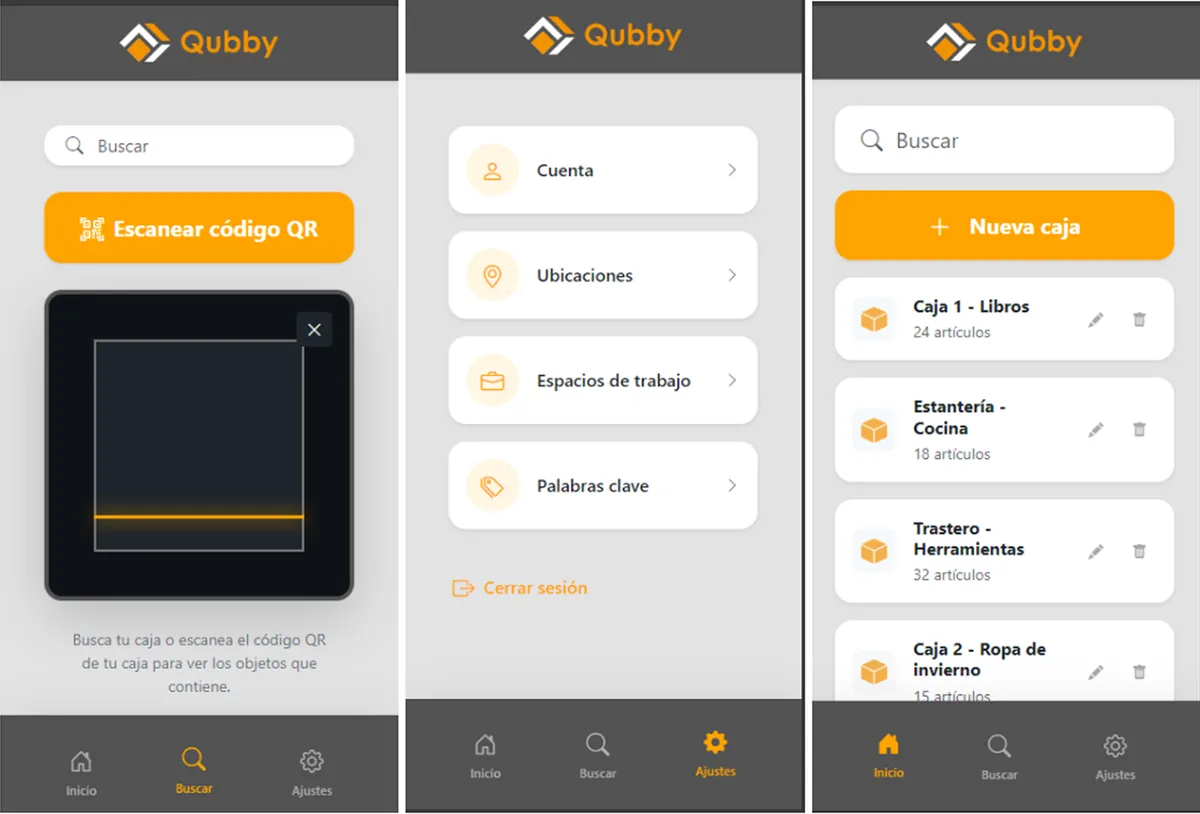 Qubby
Buscar
Escanear código QR
Busca tu caja o escanea el código QR
de tu caja para ver los objetos que
contiene.
Inicio
Buscar
Ajustes
Qubby
Cuenta
Ubicaciones
Espacios de trabajo
Palabras clave
Cerrar sesión
Inicio
Buscar
Ajustes
Qubby
Buscar
Nueva caja
Caja 1 - Libros
24 artículos
Estantería -
Cocina
18 artículos
Trastero -
Herramientas
32 artículos
Caja 2 - Ropa de
invierno
15 artículos
Inicio
Buscar
Ajustes